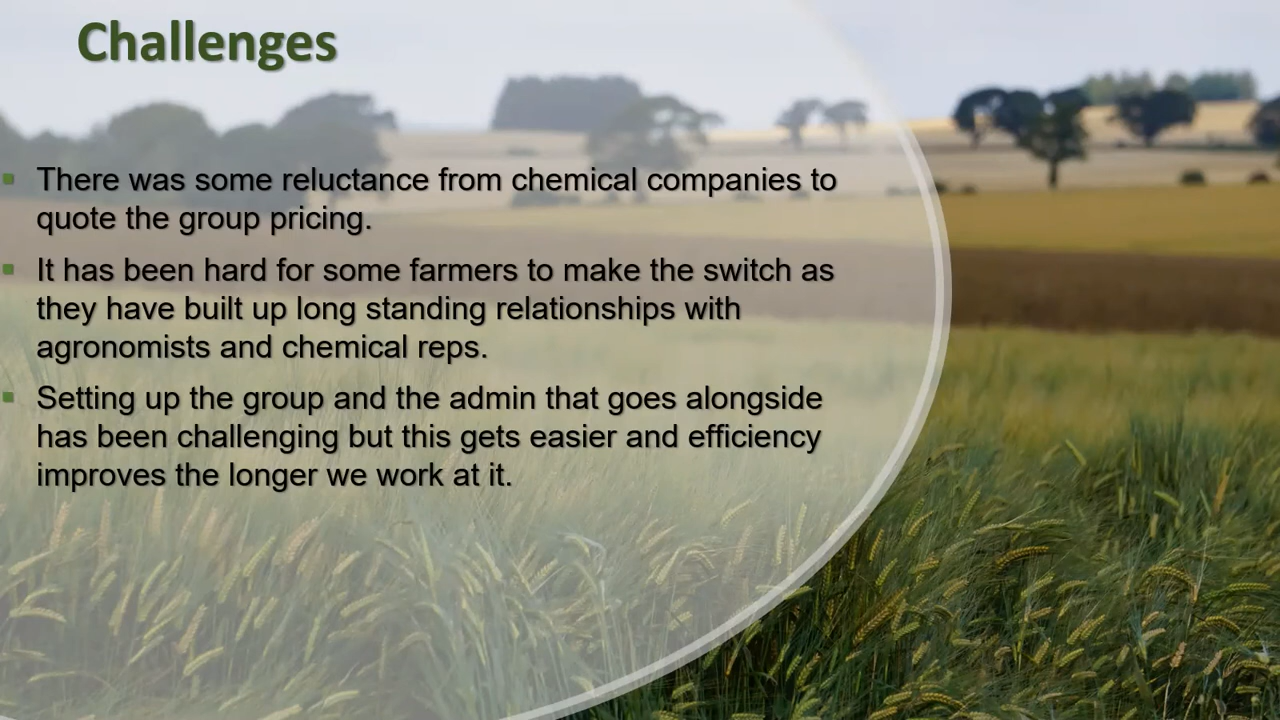 Challenges
▪ There was some reluctance from chemical companies to
quote the group pricing.
▪ It has been hard for some farmers to make the switch as
they have built up long standing relationships with
agronomists and chemical reps.
▪ Setting up the group and the admin that goes alongside
has been challenging but this gets easier and efficiency
improves the longer we work at it.